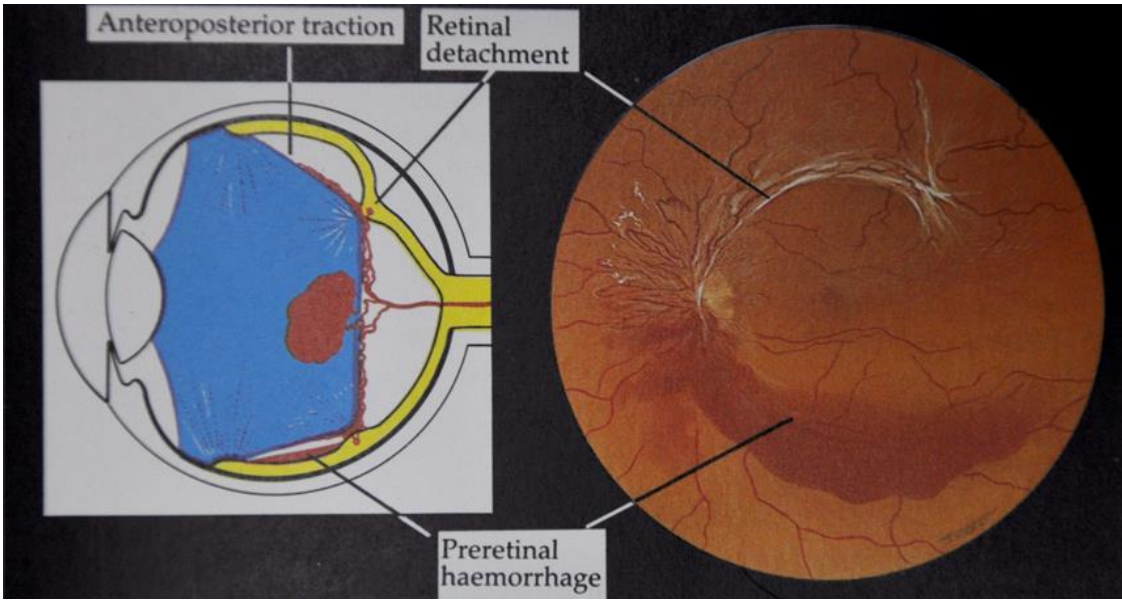 Anteroposterior traction
Retinal
detachment
Preretinal
haemorrhage